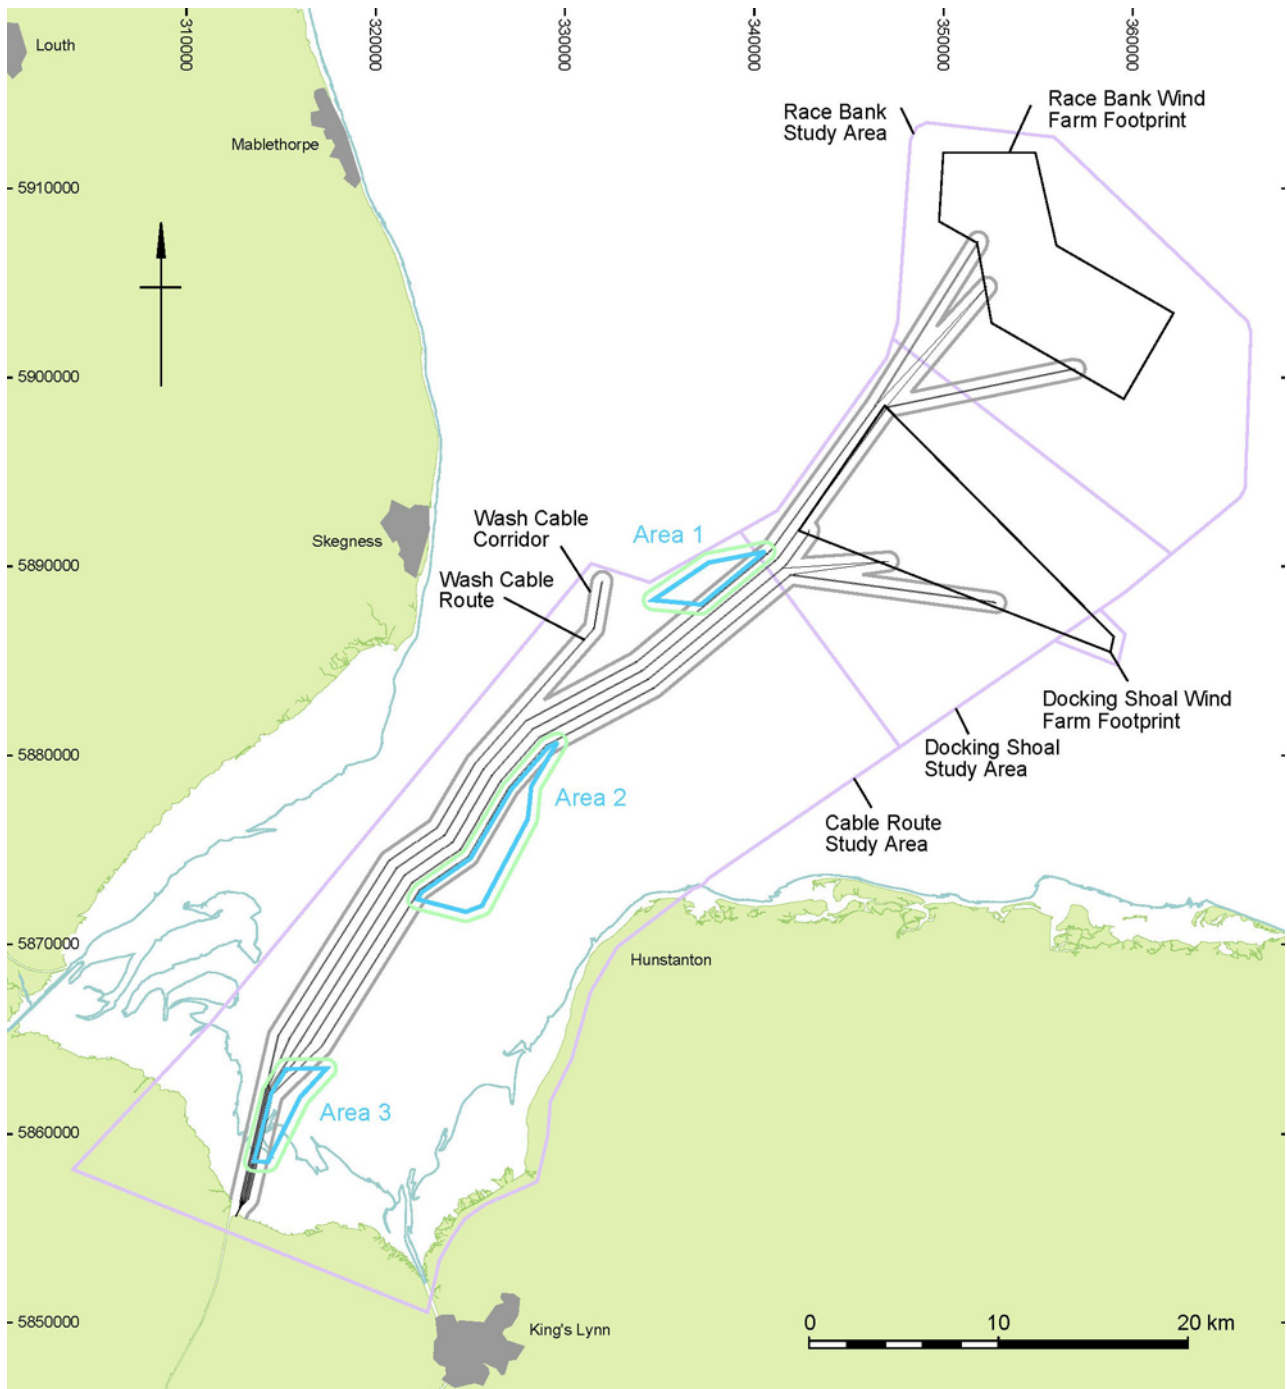 310000
320000
330000
340000
350000
360000
Louth
Mablethorpe
Race Bank
Study Area
Race Bank Wind
Farm Footprint
5910000
5900000
Skegness
Wash Cable
Corridor
Wash Cable
Route
Area 1
5890000
Docking Shoal Wind
Farm Footprint
Docking Shoal
Study Area
5880000
Area 2
Cable Route
Study Area
5870000
Hunstanton
Area 3
5860000
5850000
King's Lynn
0 10 20 km